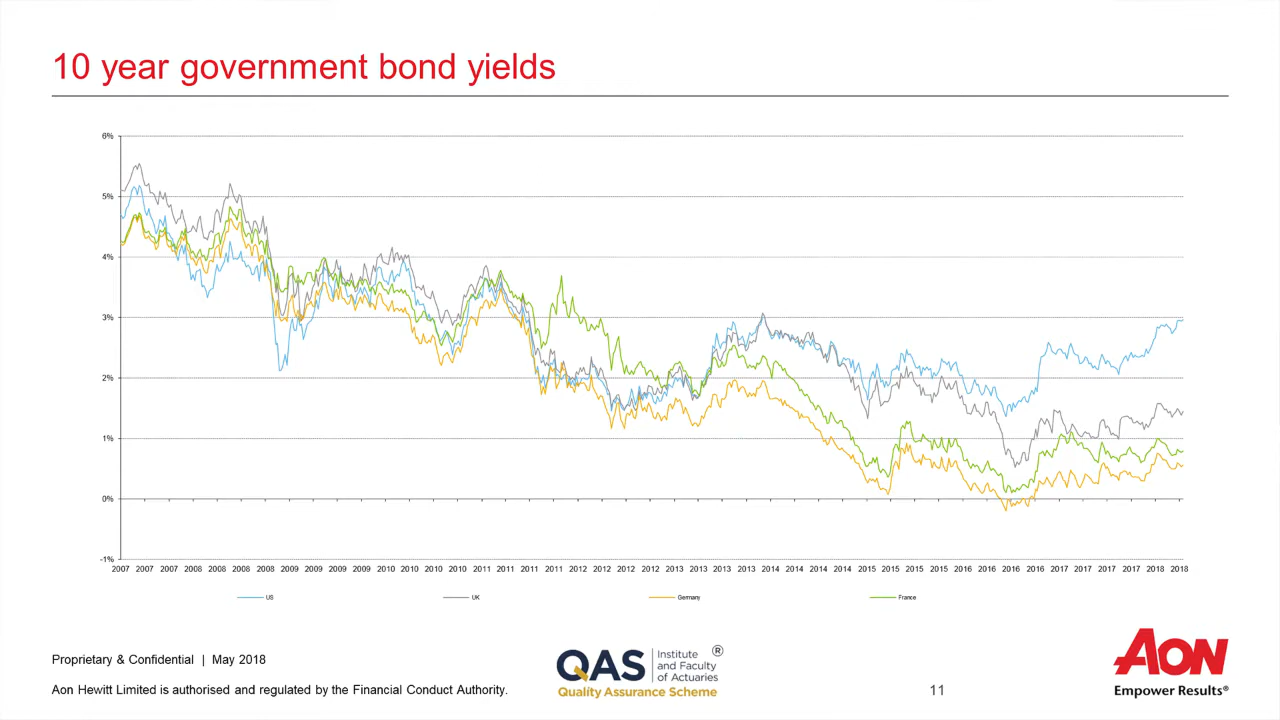 10 year government bond yields
6%
5%
4%
3%
2%
1%
0%
-1%
2007 2007 2007 2008 2008 2008 2008 2009 2009 2009 2009 2010 2010 2010 2010 2011 2011 2011 2011 2012 2012 2012 2012 2013 2013 2013 2013 2014 2014 2014 2014 2015 2015 2015 2015 2016 2016 2016 2016 2017 2017 2017 2017 2018 2018
US UK Germany France
Proprietary & Confidential | May 2018
Aon Hewitt Limited is authorised and regulated by the Financial Conduct Authority.
QAS Institute and Faculty of Actuaries ®
Quality Assurance Scheme
11
AON
Empower Results®